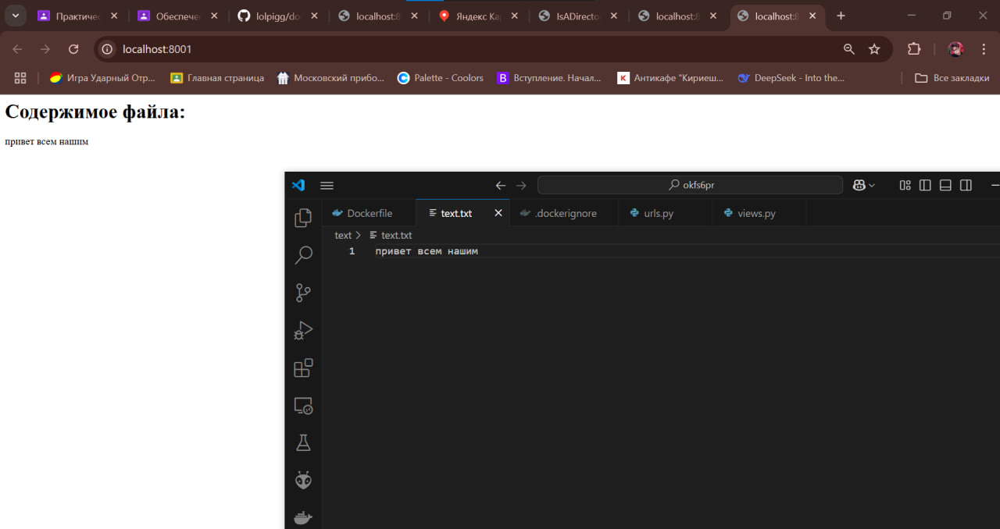 Практичес
Обеспечен
lolpigg/do
localhost:8
Яндекс Ка
IsADirecto
localhost:8
localhost:8
localhost:8001
Игра Ударный Отр...
Главная страница
Московский прибо...
Palette - Coolors
B
Вступление. Начал...
K
Антикафе "Кириеш...
DeepSeek - Into the...
Все закладки
Содержимое файла:
привет всем нашим
okfs6pr
Dockerfile
text.txt
.dockerignore
urls.py
views.py
text > text.txt
1 привет всем нашим